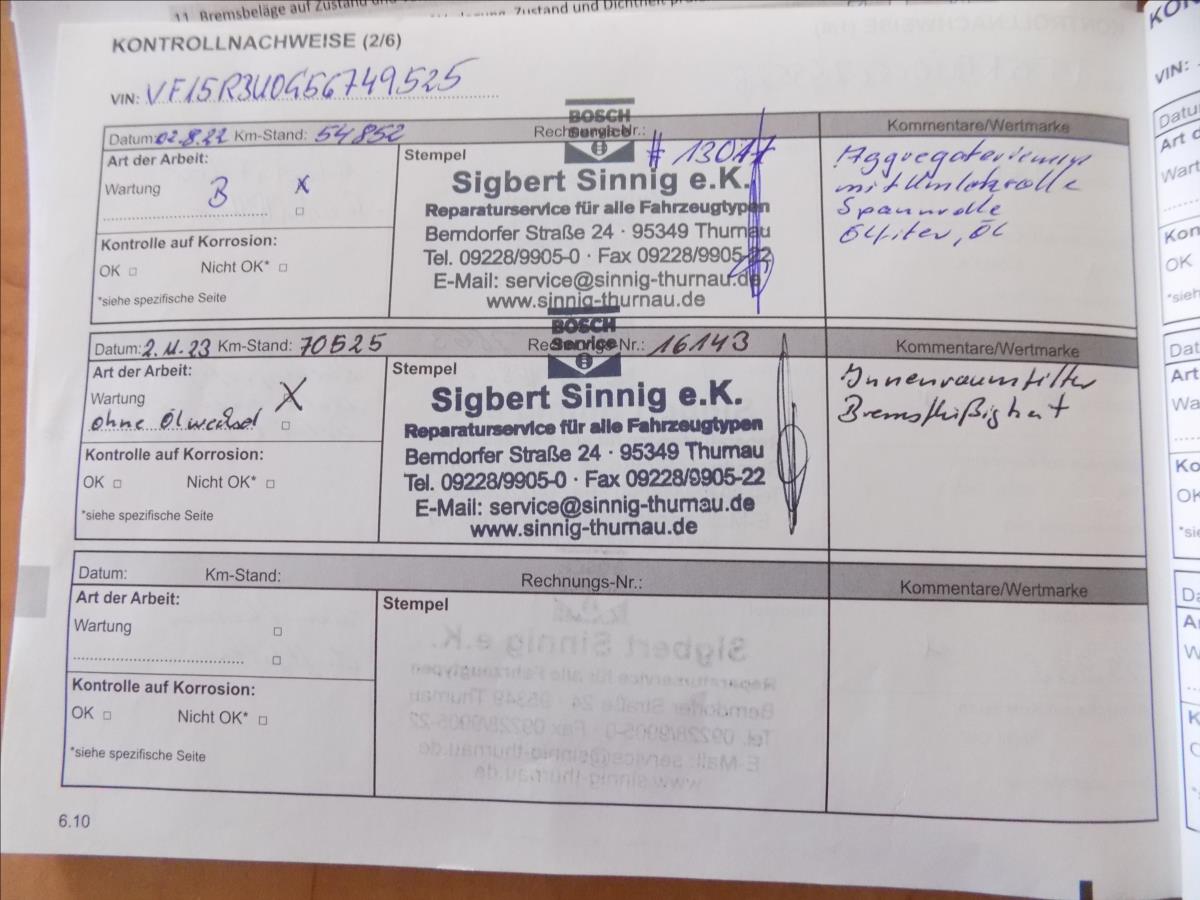 11 Bremsbeläge auf Zustand und
Zustand und Dichtheit
KONTROLLNACHWEISE (2/6)
VIN: VF15R3U0G56749525
Datum: 02.8.22 Km-Stand: 54852 Rechnungs-Nr.: # 13017 Kommentare/Wertmarke
BOSCH
Service
Art der Arbeit:
Wartung B X
Kontrolle auf Korrosion:
OK □ Nicht OK* □
*siehe spezifische Seite
Stempel
Sigbert Sinnig e.K.
Reparaturservice für alle Fahrzeugtypen
Berndorfer Straße 24 · 95349 Thurnau
Tel. 09228/9905-0 · Fax 09228/9905-22
E-Mail: service@sinnig-thurnau.de
www.sinnig-thurnau.de
Aggregateriemen
mit Umlenkrolle
Spannrolle
Ölfilter, Öl
Datum: 2.11.23 Km-Stand: 70525 Rechnungs-Nr.: 16143 Kommentare/Wertmarke
BOSCH
Service
Art der Arbeit:
Wartung X
ohne Ölwechsel □
Kontrolle auf Korrosion:
OK □ Nicht OK* □
*siehe spezifische Seite
Stempel
Sigbert Sinnig e.K.
Reparaturservice für alle Fahrzeugtypen
Berndorfer Straße 24 · 95349 Thurnau
Tel. 09228/9905-0 · Fax 09228/9905-22
E-Mail: service@sinnig-thurnau.de
www.sinnig-thurnau.de
Innenraumfilter
Bremsflüßigkeit
Datum: Km-Stand: Rechnungs-Nr.: Kommentare/Wertmarke
Art der Arbeit:
Wartung □
□
Kontrolle auf Korrosion:
OK □ Nicht OK* □
*siehe spezifische Seite
Stempel
6.10
VIN: